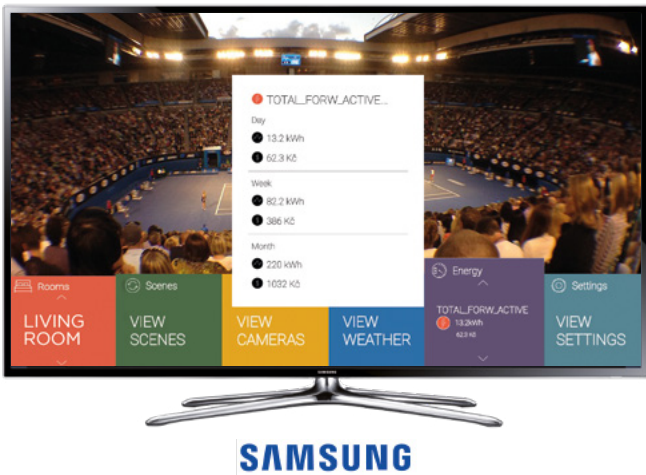 TOTAL_FORW_ACTIVE...
Day
13.2 kWh
62.3 Kč
Week
82.2 kWh
386 Kč
Month
220 kWh
1032 Kč
Rooms
LIVING
ROOM
Scenes
VIEW
SCENES
VIEW
CAMERAS
VIEW
WEATHER
Energy
TOTAL_FORW_ACTIVE
13.2kWh
62.3 Kč
Settings
VIEW
SETTINGS
SAMSUNG
SAMSUNG